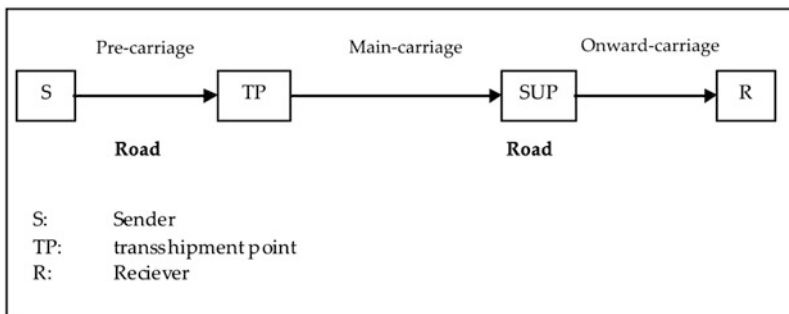 Pre-carriage Main-carriage Onward-carriage
S TP SUP R
Road Road
S: Sender
TP: transshipment point
R: Reciever